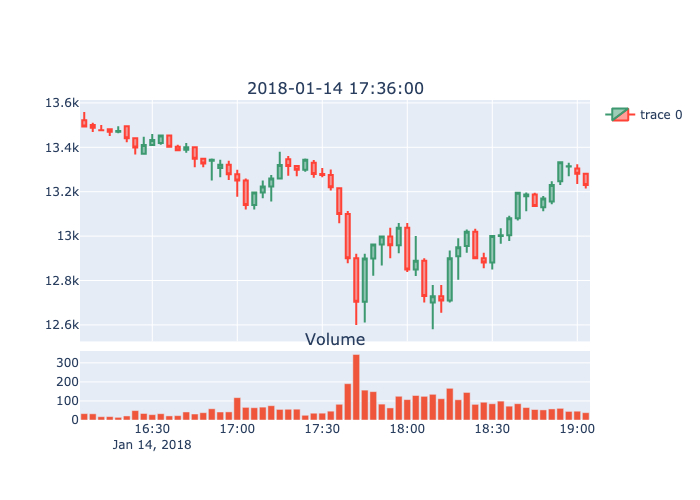 2018-01-14 17:36:00
trace 0
13.6k
13.4k
13.2k
13k
12.8k
12.6k
Volume
300
200
100
0
16:30 17:00 17:30 18:00 18:30 19:00
Jan 14, 2018